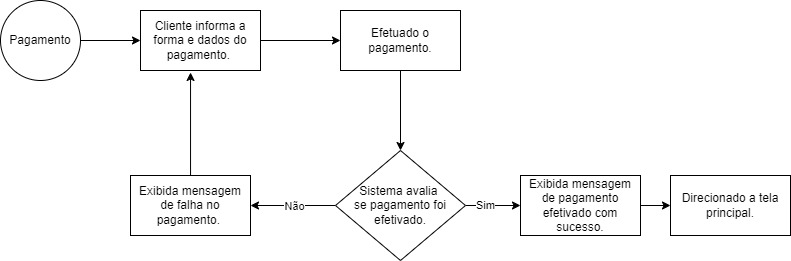 Pagamento
Cliente informa a
forma e dados do
pagamento.
Efetuado o
pagamento.
Exibida mensagem
de falha no
pagamento.
Não
Sistema avalia
se pagamento foi
efetivado.
Sim
Exibida mensagem
de pagamento
efetivado com
sucesso.
Direcionado a tela
principal.